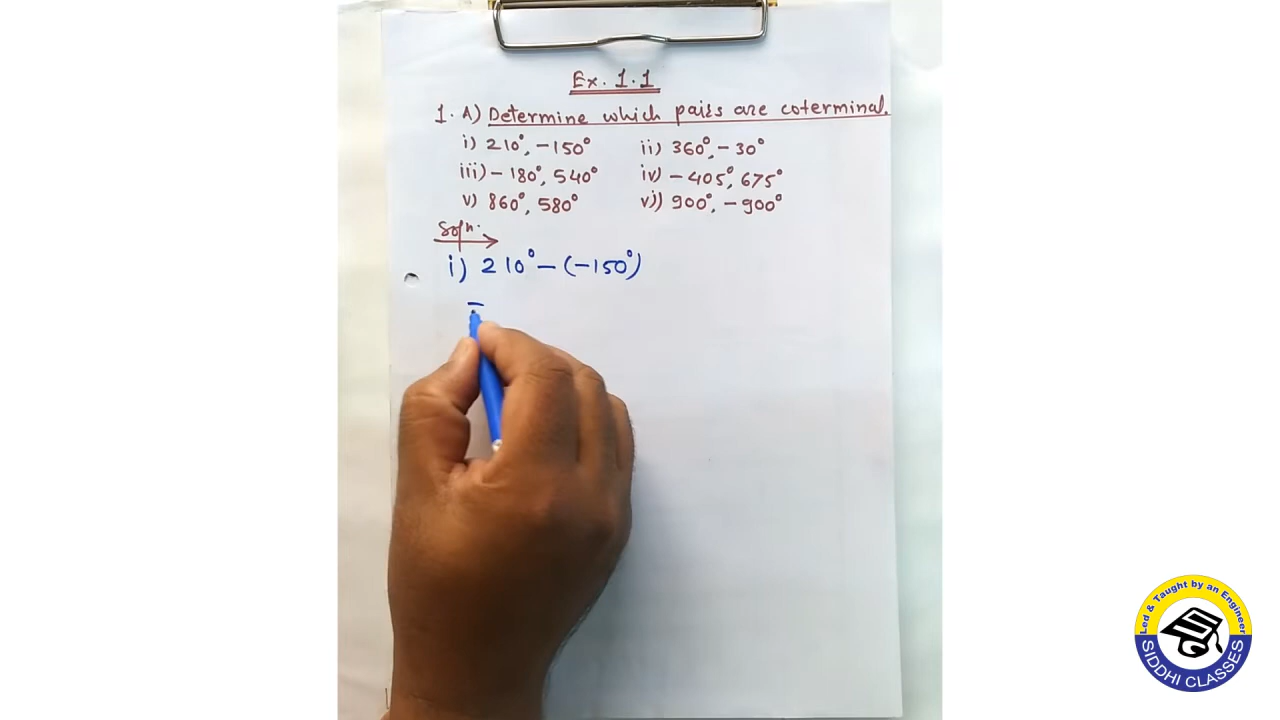 Ex. 1.1
1. A) Determine which pairs are coterminal.
i) 210°, -150° ii) 360°, -30°
iii) -180°, 540° iv) -405°, 675°
v) 860°, 580° vi) 900°, -900°
Soln.
i) 210° - (-150°)
=
Led & Taught by an Engineer
SIDDHI CLASSES